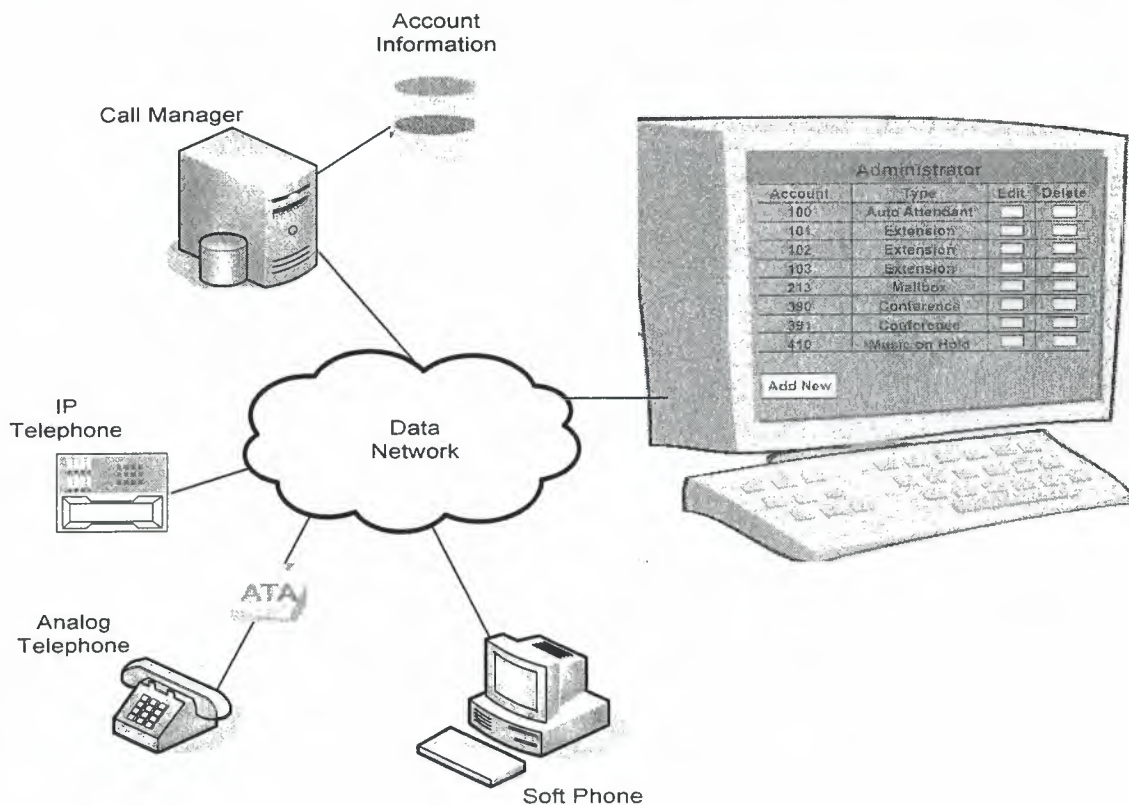 Account
Information
Call Manager
Administrator
Account Type Edit Delete
100 Auto Attendant
101 Extension
102 Extension
103 Extension
213 Mailbox
390 Conference
391 Conference
410 Music on Hold
Add New
IP
Telephone
Data
Network
ATA
Analog
Telephone
Soft Phone